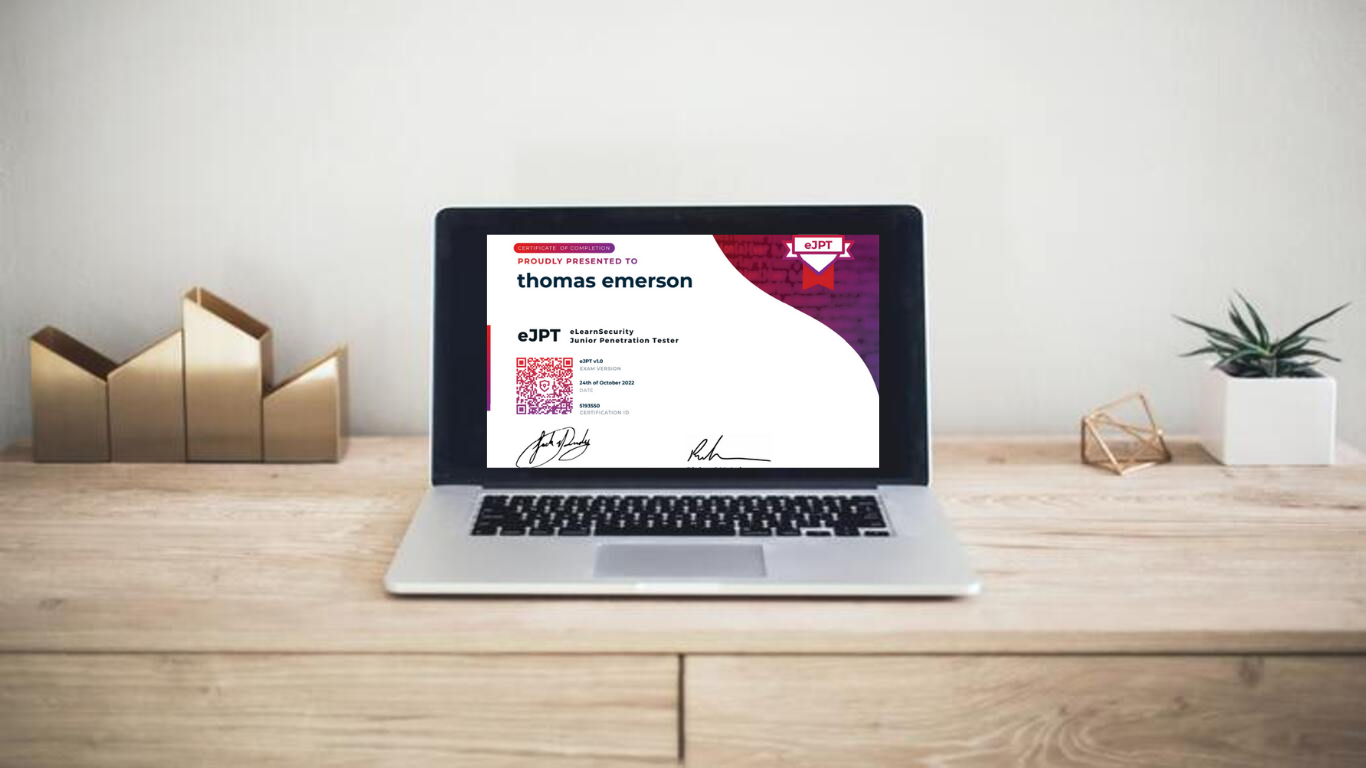 CERTIFICATE OF COMPLETION
PROUDLY PRESENTED TO
thomas emerson
eJPT
eJPT
eLearnSecurity
Junior Penetration Tester
eJPT v1.0
EXAM VERSION
24th of October 2022
DATE
5193550
CERTIFICATION ID